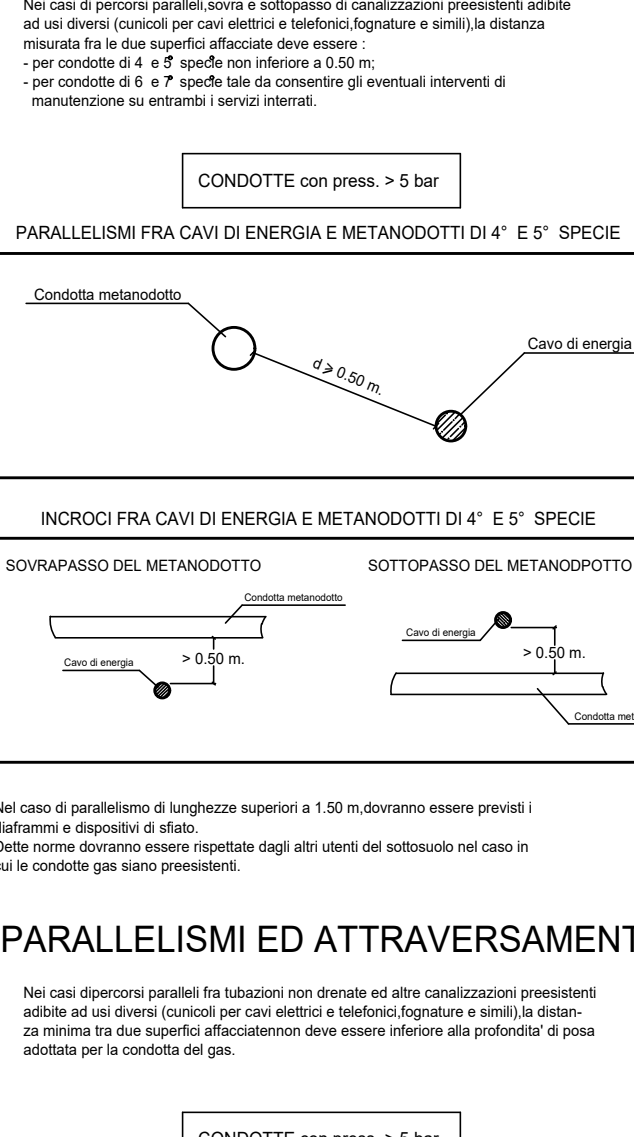 Nei casi di percorsi paralleli,sovra e sottopasso di canalizzazioni preesistenti adibite
ad usi diversi (cunicoli per cavi elettrici e telefonici,fognature e simili),la distanza
misurata fra le due superfici affacciate deve essere :
- per condotte di 4 e 5° specie non inferiore a 0.50 m;
- per condotte di 6 e 7° specie tale da consentire gli eventuali interventi di
manutenzione su entrambi i servizi interrati.
CONDOTTE con press. > 5 bar
PARALLELISMI FRA CAVI DI ENERGIA E METANODOTTI DI 4° E 5° SPECIE
Condotta metanodotto
Cavo di energia
d ⩾ 0.50 m.
INCROCI FRA CAVI DI ENERGIA E METANODOTTI DI 4° E 5° SPECIE
SOVRAPASSO DEL METANODOTTO
SOTTOPASSO DEL METANODPOTTO
Condotta metanodotto
Cavo di energia
> 0.50 m.
Cavo di energia
> 0.50 m.
Condotta met
Nel caso di parallelismo di lunghezze superiori a 1.50 m,dovranno essere previsti i
diaframmi e dispositivi di sfiato.
Dette norme dovranno essere rispettate dagli altri utenti del sottosuolo nel caso in
cui le condotte gas siano preesistenti.
PARALLELISMI ED ATTRAVERSAMENT
Nei casi dipercorsi paralleli fra tubazioni non drenate ed altre canalizzazioni preesistenti
adibite ad usi diversi (cunicoli per cavi elettrici e telefonici,fognature e simili),la distan-
za minima tra due superfici affacciatennon deve essere inferiore alla profondita' di posa
adottata per la condotta del gas.
CONDOTTE con press. > 5 bar